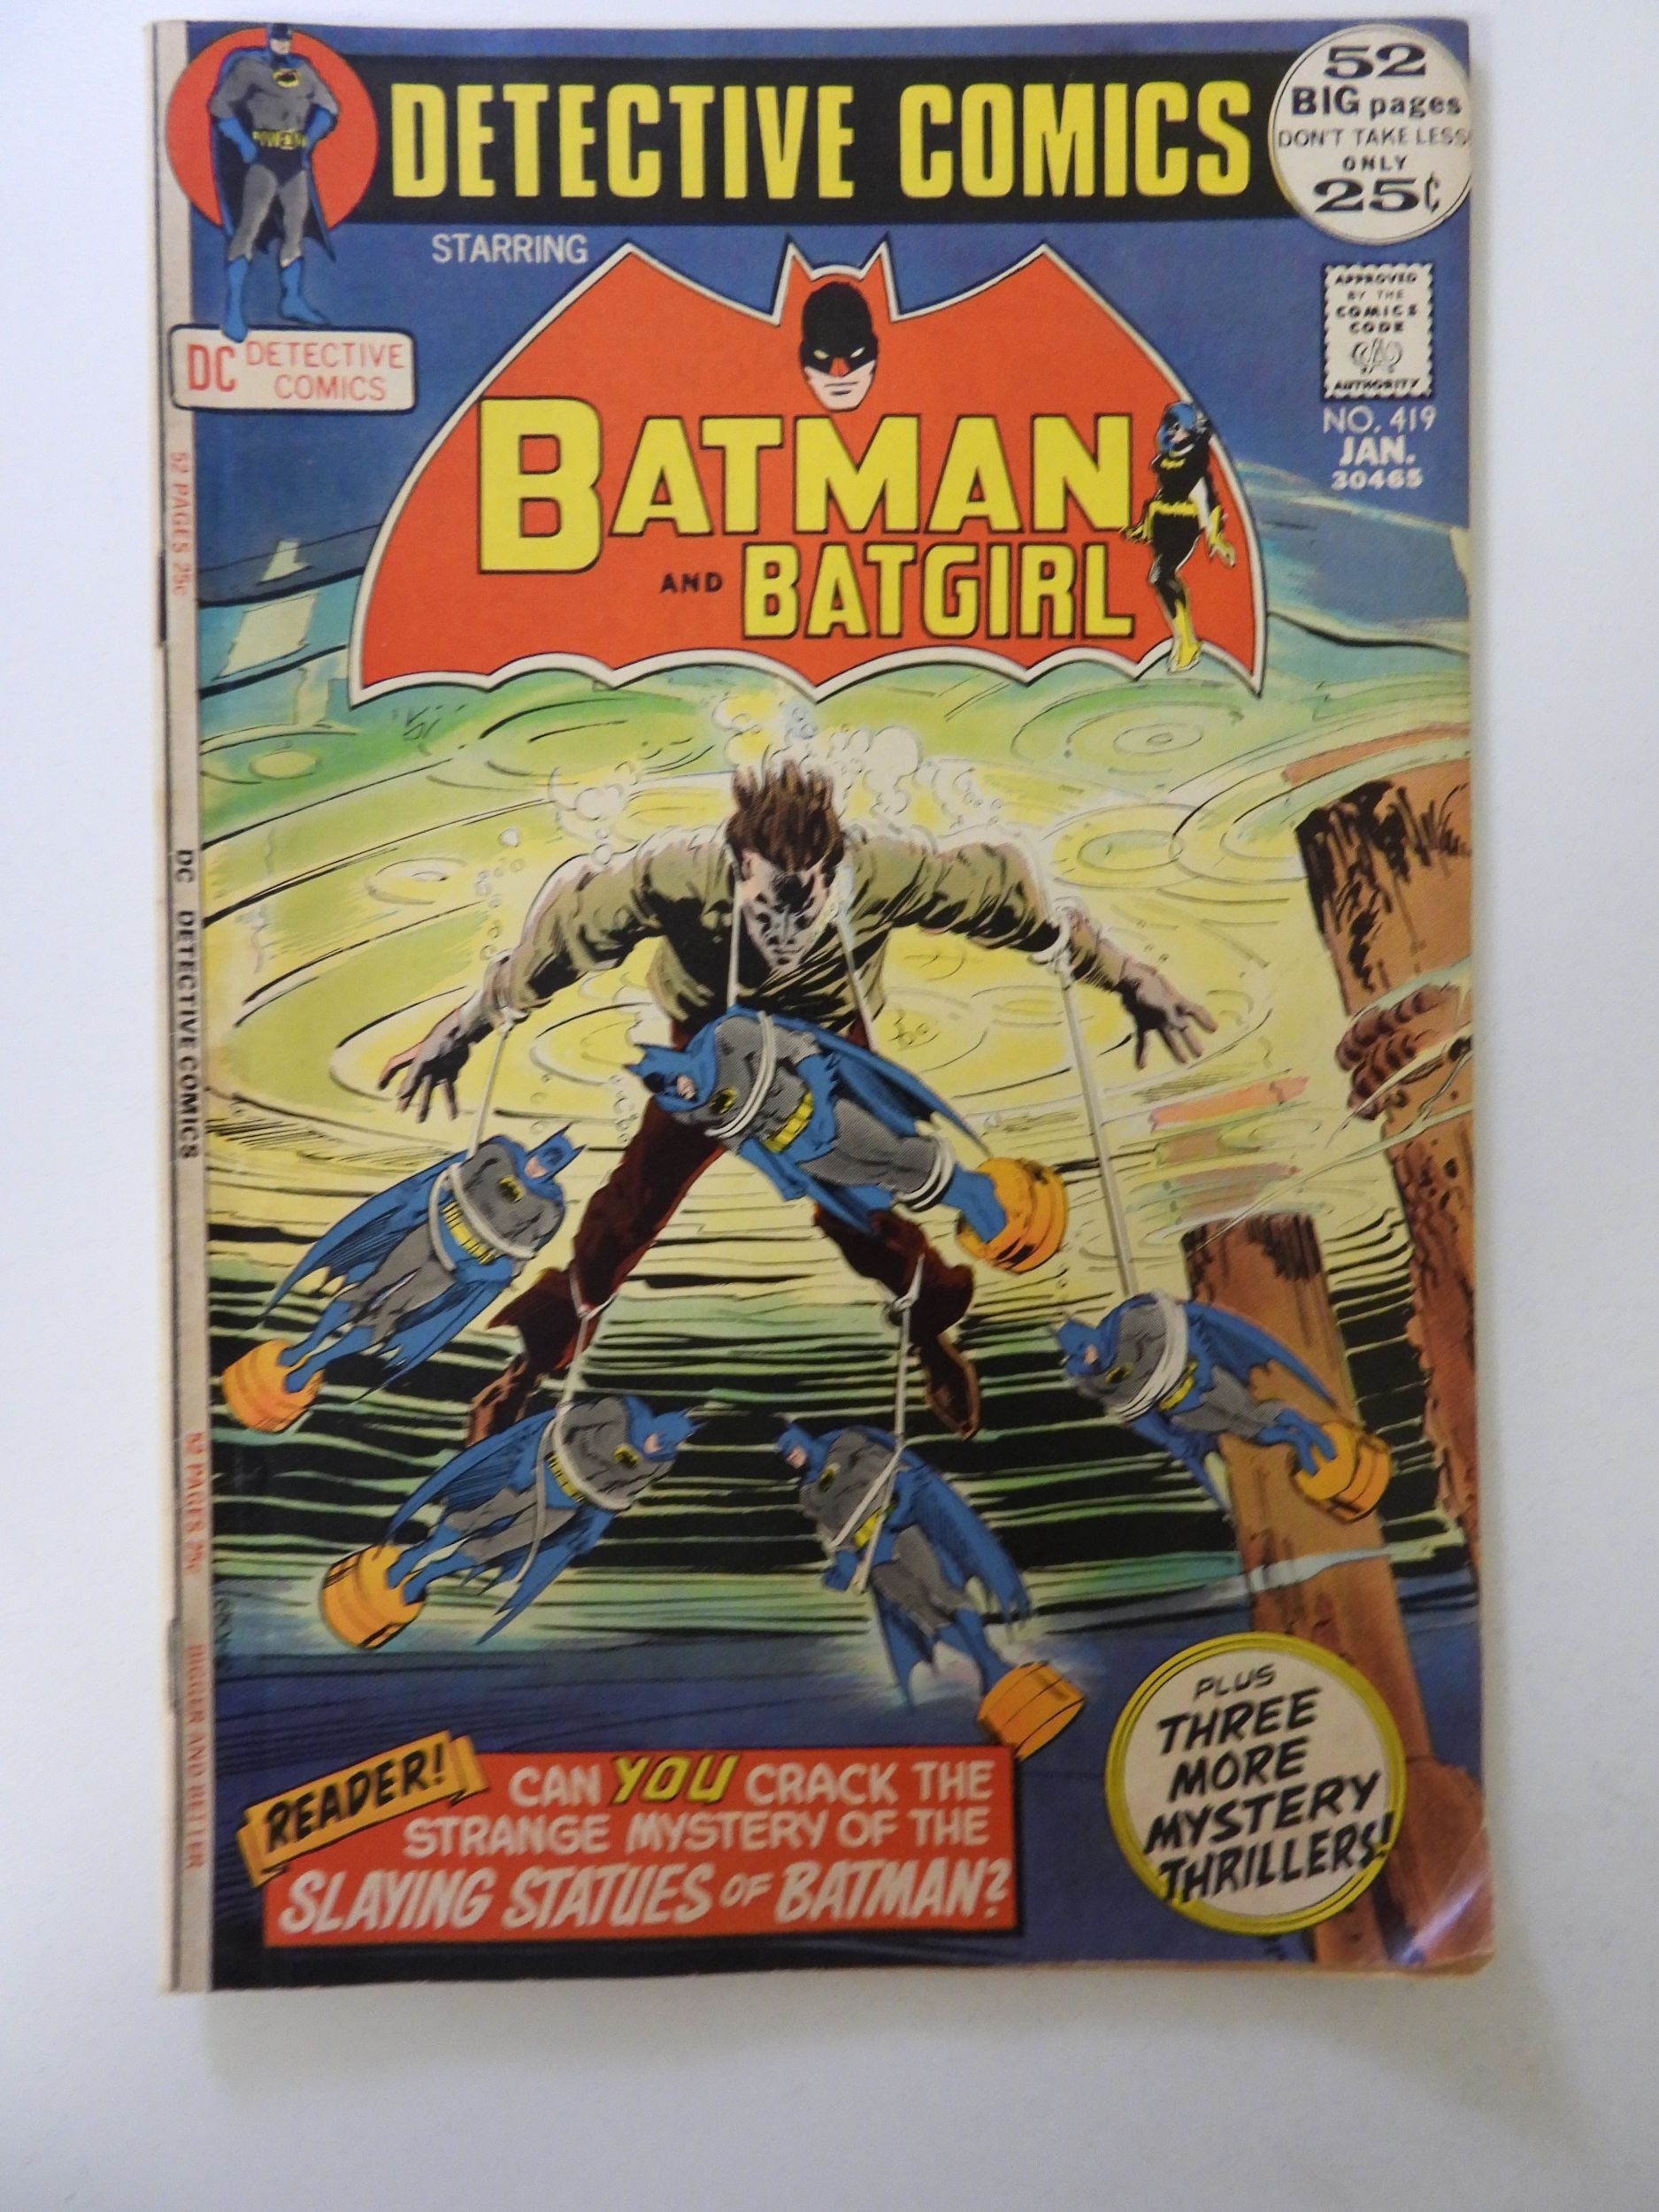 DETECTIVE COMICS
52
BIG pages
DON'T TAKE LESS
ONLY
25¢
STARRING
DC DETECTIVE
COMICS
APPROVED
BY THE
COMICS
CODE
AUTHORITY
NO. 419
JAN.
30465
BATMAN
AND BATGIRL
52 PAGES 25¢
DC DETECTIVE COMICS
52 PAGES 25¢
BIGGER AND BETTER
READER!
CAN YOU CRACK THE
STRANGE MYSTERY OF THE
SLAYING STATUES OF BATMAN?
PLUS
THREE
MORE
MYSTERY
THRILLERS!